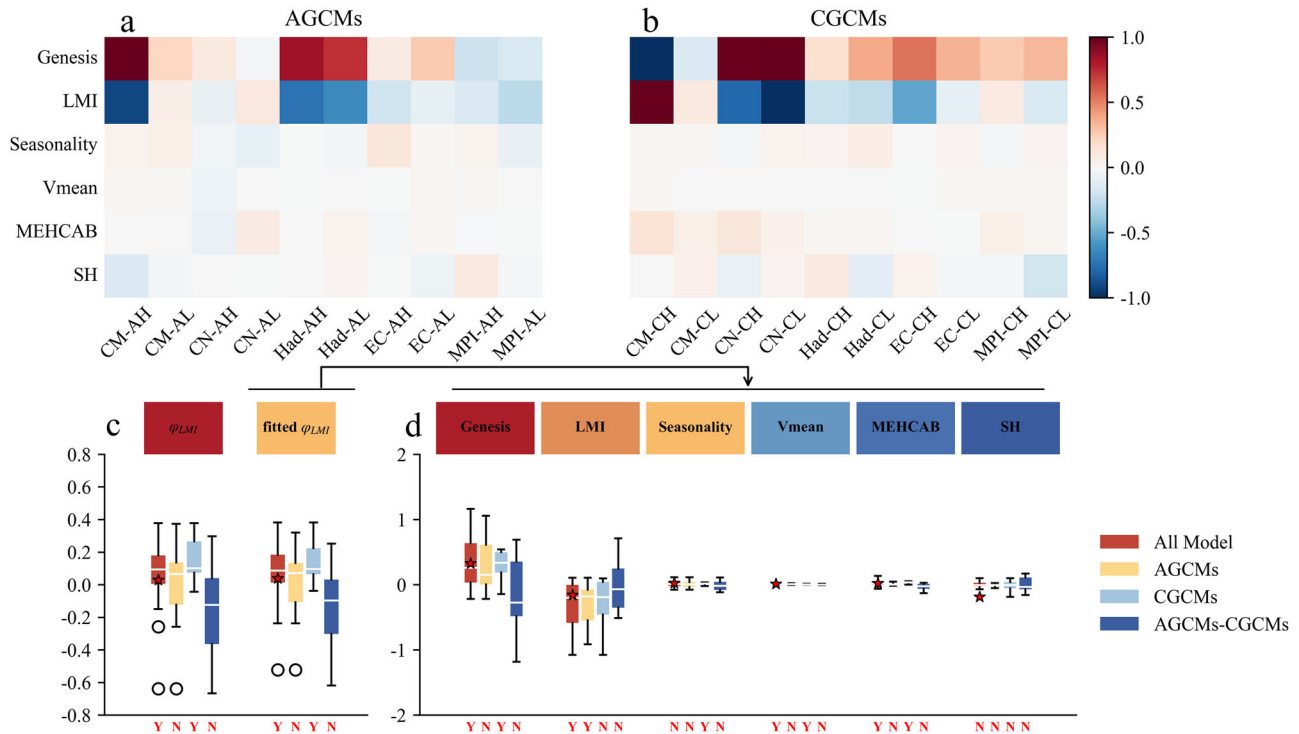 a AGCMs
b CGCMs
Genesis
LMI
Seasonality
Vmean
MEHCAB
SH
1.0
0.5
0.0
-0.5
-1.0
CM-AH CM-AL CN-AH CN-AL Had-AH Had-AL EC-AH EC-AL MPI-AH MPI-AL
CM-CH CM-CL CN-CH CN-CL Had-CH Had-CL EC-CH EC-CL MPI-CH MPI-CL
c φLMI fitted φLMI
d Genesis LMI Seasonality Vmean MEHCAB SH
0.8
0.6
0.4
0.2
0.0
-0.2
-0.4
-0.6
-0.8
Y N Y N Y N Y N
2
1
0
-1
-2
Y N Y N Y Y N N N N Y N Y N Y N Y N Y N N N N N
All Model
AGCMs
CGCMs
AGCMs-CGCMs